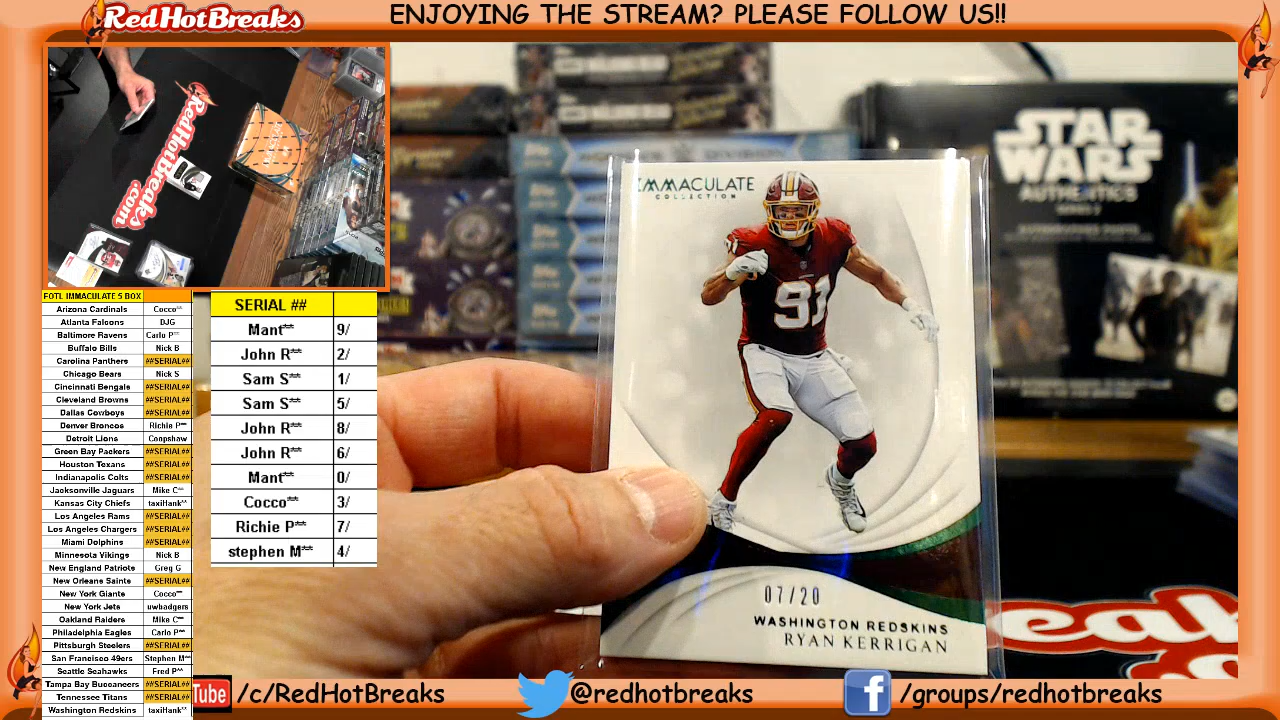 RedHotBreaks
ENJOYING THE STREAM? PLEASE FOLLOW US!!
RedHotBreaks
.com
FOTL IMMACULATE 5 BOX
Arizona Cardinals Cocco**
Atlanta Falcons DJG
Baltimore Ravens Carlo P**
Buffalo Bills Nick B
Carolina Panthers ##SERIAL##
Chicago Bears Nick S
Cincinnati Bengals ##SERIAL##
Cleveland Browns ##SERIAL##
Dallas Cowboys ##SERIAL##
Denver Broncos Richie P**
Detroit Lions Coopshaw
Green Bay Packers ##SERIAL##
Houston Texans ##SERIAL##
Indianapolis Colts ##SERIAL##
Jacksonville Jaguars Mike C**
Kansas City Chiefs taxiHank**
Los Angeles Rams ##SERIAL##
Los Angeles Chargers ##SERIAL##
Miami Dolphins ##SERIAL##
Minnesota Vikings Nick B
New England Patriots Greg G
New Orleans Saints ##SERIAL##
New York Giants Cocco**
New York Jets uwbadgers
Oakland Raiders Mike C**
Philadelphia Eagles Carlo P**
Pittsburgh Steelers ##SERIAL##
San Francisco 49ers Stephen M**
Seattle Seahawks Fred P**
Tampa Bay Buccaneers ##SERIAL##
Tennessee Titans ##SERIAL##
Washington Redskins taxiHank**
SERIAL ##
Mant** 9/
John R** 2/
Sam S** 1/
Sam S** 5/
John R** 8/
John R** 6/
Mant** 0/
Cocco** 3/
Richie P** 7/
stephen M** 4/
IMMACULATE
COLLECTION
91
91
07/20
WASHINGTON REDSKINS
RYAN KERRIGAN
STAR
WARS
AUTHENTICS
topps
topps
topps
Tube /c/RedHotBreaks
@redhotbreaks
f /groups/redhotbreaks